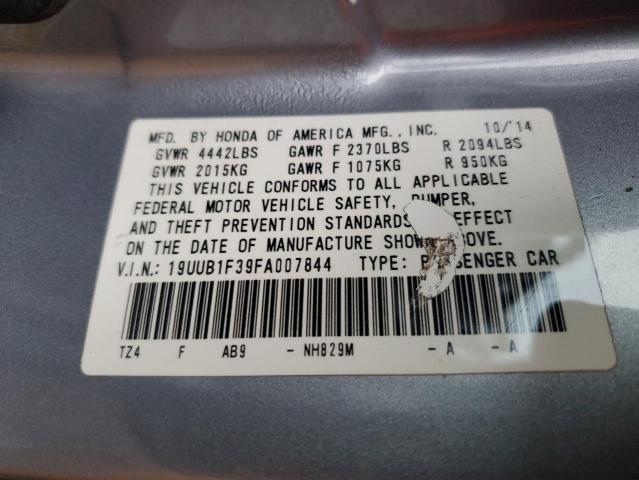 MFD. BY HONDA OF AMERICA MFG., INC. 10/'14
GVWR 4442LBS GAWR F 2370LBS R 2094LBS
GVWR 2015KG GAWR F 1075KG R 950KG
THIS VEHICLE CONFORMS TO ALL APPLICABLE
FEDERAL MOTOR VEHICLE SAFETY, BUMPER,
AND THEFT PREVENTION STANDARDS EFFECT
ON THE DATE OF MANUFACTURE SHOWN ABOVE.
V.I.N.: 19UUB1F39FA007844 TYPE: PASSENGER CAR
TZ4 F AB9 - NH829M - A - A